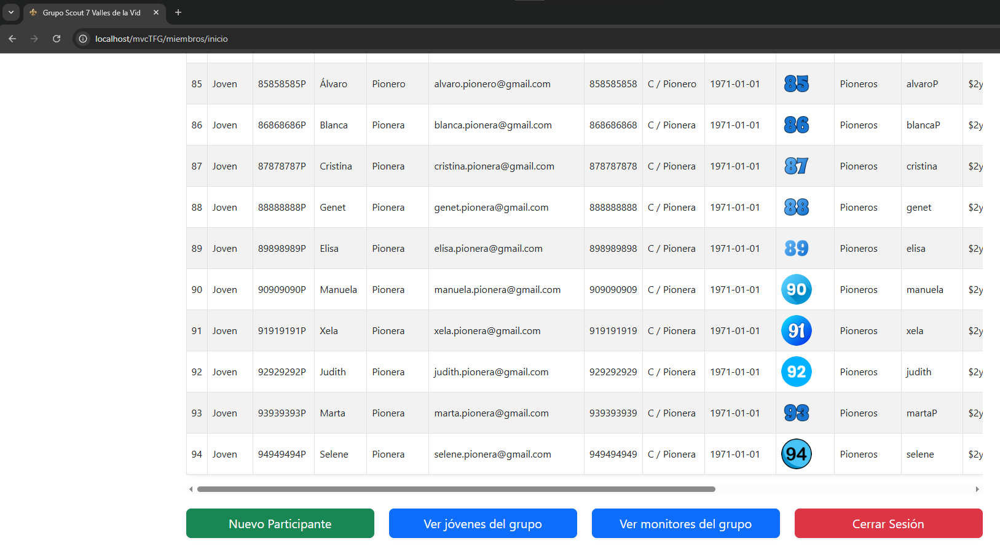 Grupo Scout 7 Valles de la Vid
localhost/mvcTFG/miembros/inicio
85 Joven 85858585P Álvaro Pionero alvaro.pionero@gmail.com 858585858 C / Pionero 1971-01-01 85 Pioneros alvaroP $2y
86 Joven 86868686P Blanca Pionera blanca.pionera@gmail.com 868686868 C / Pionera 1971-01-01 86 Pioneros blancaP $2y
87 Joven 87878787P Cristina Pionera cristina.pionera@gmail.com 878787878 C / Pionera 1971-01-01 87 Pioneros cristina $2y
88 Joven 88888888P Genet Pionera genet.pionera@gmail.com 888888888 C / Pionera 1971-01-01 88 Pioneros genet $2y
89 Joven 89898989P Elisa Pionera elisa.pionera@gmail.com 898989898 C / Pionera 1971-01-01 89 Pioneros elisa $2y
90 Joven 90909090P Manuela Pionera manuela.pionera@gmail.com 909090909 C / Pionera 1971-01-01 90 Pioneros manuela $2y
91 Joven 91919191P Xela Pionera xela.pionera@gmail.com 919191919 C / Pionera 1971-01-01 91 Pioneros xela $2y
92 Joven 92929292P Judith Pionera judith.pionera@gmail.com 929292929 C / Pionera 1971-01-01 92 Pioneros judith $2y
93 Joven 93939393P Marta Pionera marta.pionera@gmail.com 939393939 C / Pionera 1971-01-01 93 Pioneros martaP $2y
94 Joven 94949494P Selene Pionera selene.pionera@gmail.com 949494949 C / Pionera 1971-01-01 94 Pioneros selene $2y
Nuevo Participante Ver jóvenes del grupo Ver monitores del grupo Cerrar Sesión